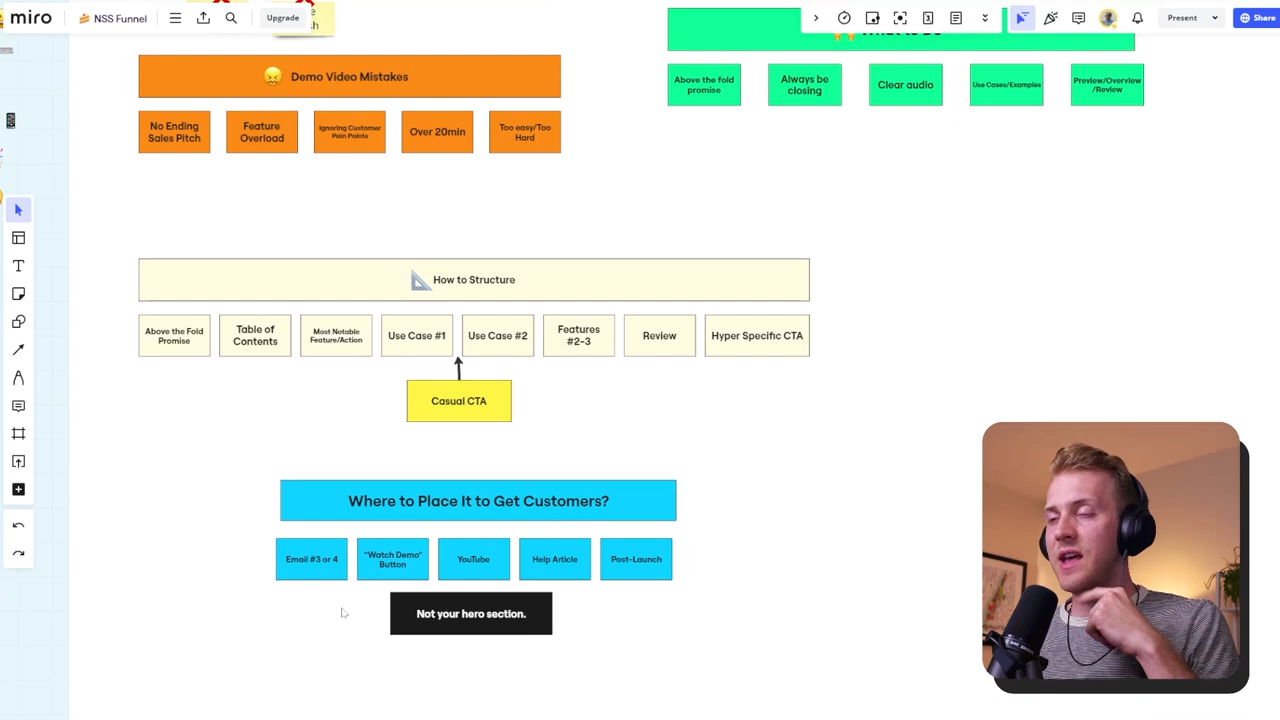 miro
NSS Funnel
Upgrade
3
Present
Share
What to Do
Demo Video Mistakes
No Ending
Sales Pitch
Feature
Overload
Ignoring Customer
Pain Points
Over 20min
Too easy/Too
Hard
Above the fold
promise
Always be
closing
Clear audio
Use Cases/Examples
Preview/Overview
/Review
How to Structure
Above the Fold
Promise
Table of
Contents
Most Notable
Feature/Action
Use Case #1
Use Case #2
Features
#2-3
Review
Hyper Specific CTA
Casual CTA
Where to Place It to Get Customers?
Email #3 or 4
"Watch Demo"
Button
YouTube
Help Article
Post-Launch
Not your hero section.